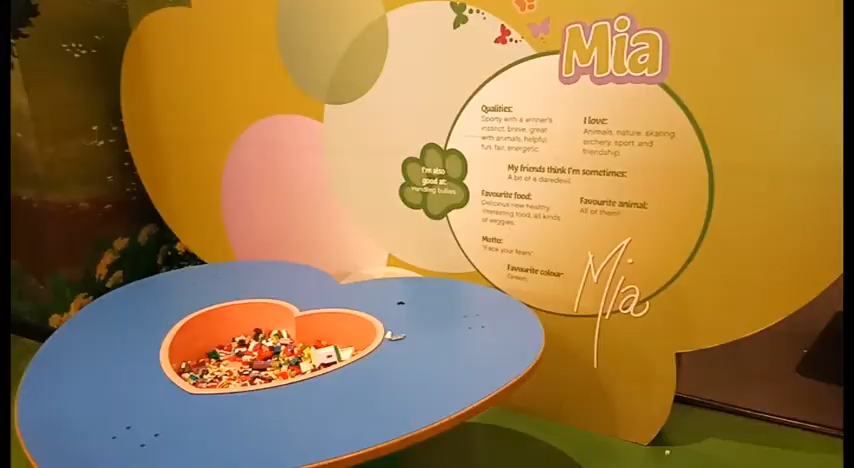 Mia
Qualities:
Sporty with a winner's
instinct, brave, great
with animals, helpful,
fun, fair, energetic.
I love:
Animals, nature, skating,
archery, sport and
friendship.
I'm also
good at:
Handling bullies
My friends think I'm sometimes:
A bit of a daredevil
Favourite food:
Delicious new healthy
interesting food, all kinds
of veggies.
Favourite animal:
All of them!
Motto:
"Face your fears"
Favourite colour:
Green
Mia